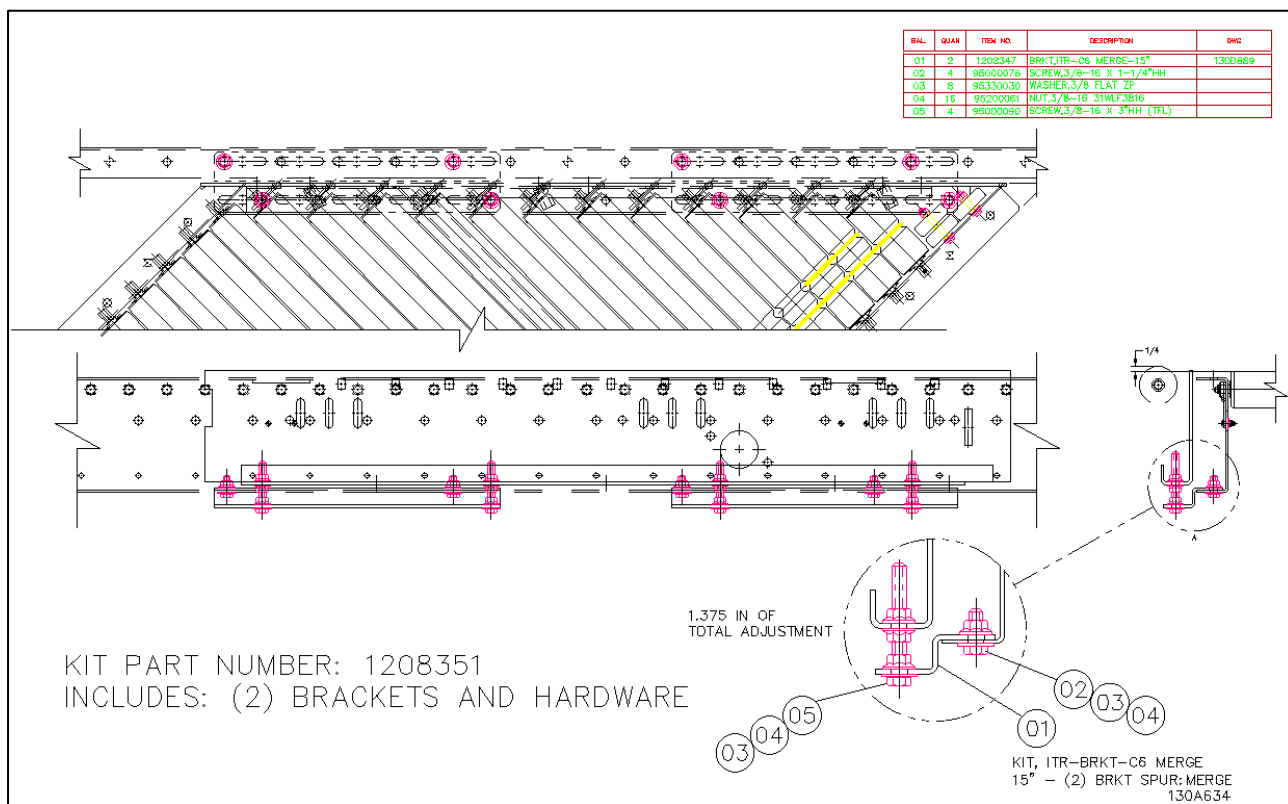 BAL. QUAN ITEM NO. DESCRIPTION DWG
01 2 1208347 BRKT,ITR-C6 MERGE-15" 130D889
02 4 95000076 SCREW,3/8-16 X 1-1/4"HH
03 8 95330030 WASHER,3/8 FLAT ZP
04 16 95200061 NUT,3/8-16 31WLF3816
05 4 95000090 SCREW,3/8-16 X 3"HH (TFL)
1/4
A
1.375 IN OF
TOTAL ADJUSTMENT
KIT PART NUMBER: 1208351
INCLUDES: (2) BRACKETS AND HARDWARE
03 04 05
01
02 03 04
KIT, ITR-BRKT-C6 MERGE
15" - (2) BRKT SPUR:MERGE
130A634